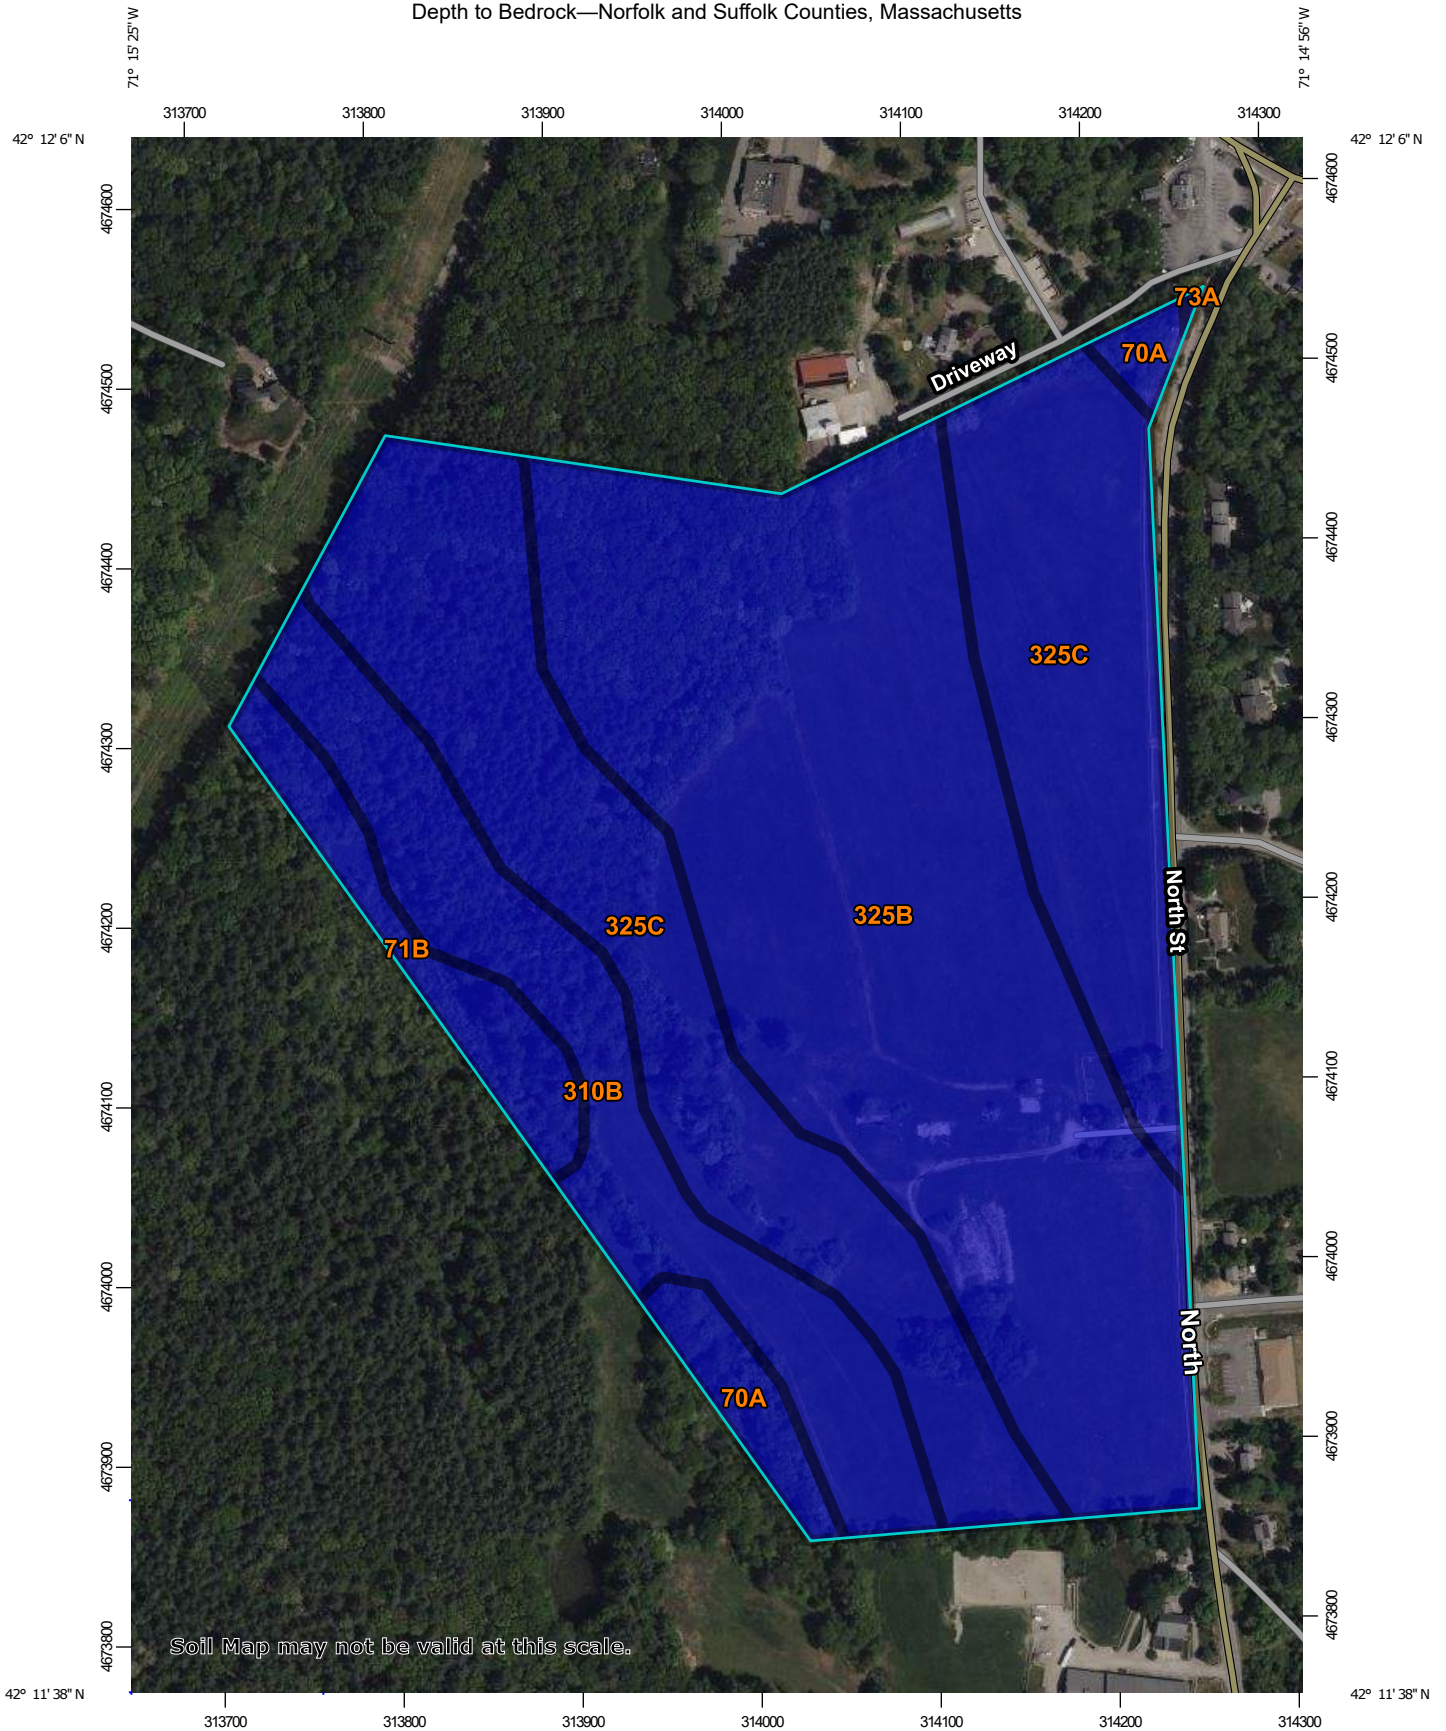 Depth to Bedrock—Norfolk and Suffolk Counties, Massachusetts
71° 15' 25'' W
71° 14' 56'' W
313700 313800 313900 314000 314100 314200 314300
42° 12' 6'' N
42° 12' 6'' N
4674600
4674600
73A
70A
Driveway
4674500
4674500
4674400
4674400
325C
4674300
4674300
4674200
4674200
North St
325B
325C
71B
310B
4674100
4674100
4674000
4674000
North
70A
4673900
4673900
4673800
4673800
Soil Map may not be valid at this scale.
42° 11' 38'' N
42° 11' 38'' N
313700 313800 313900 314000 314100 314200 314300